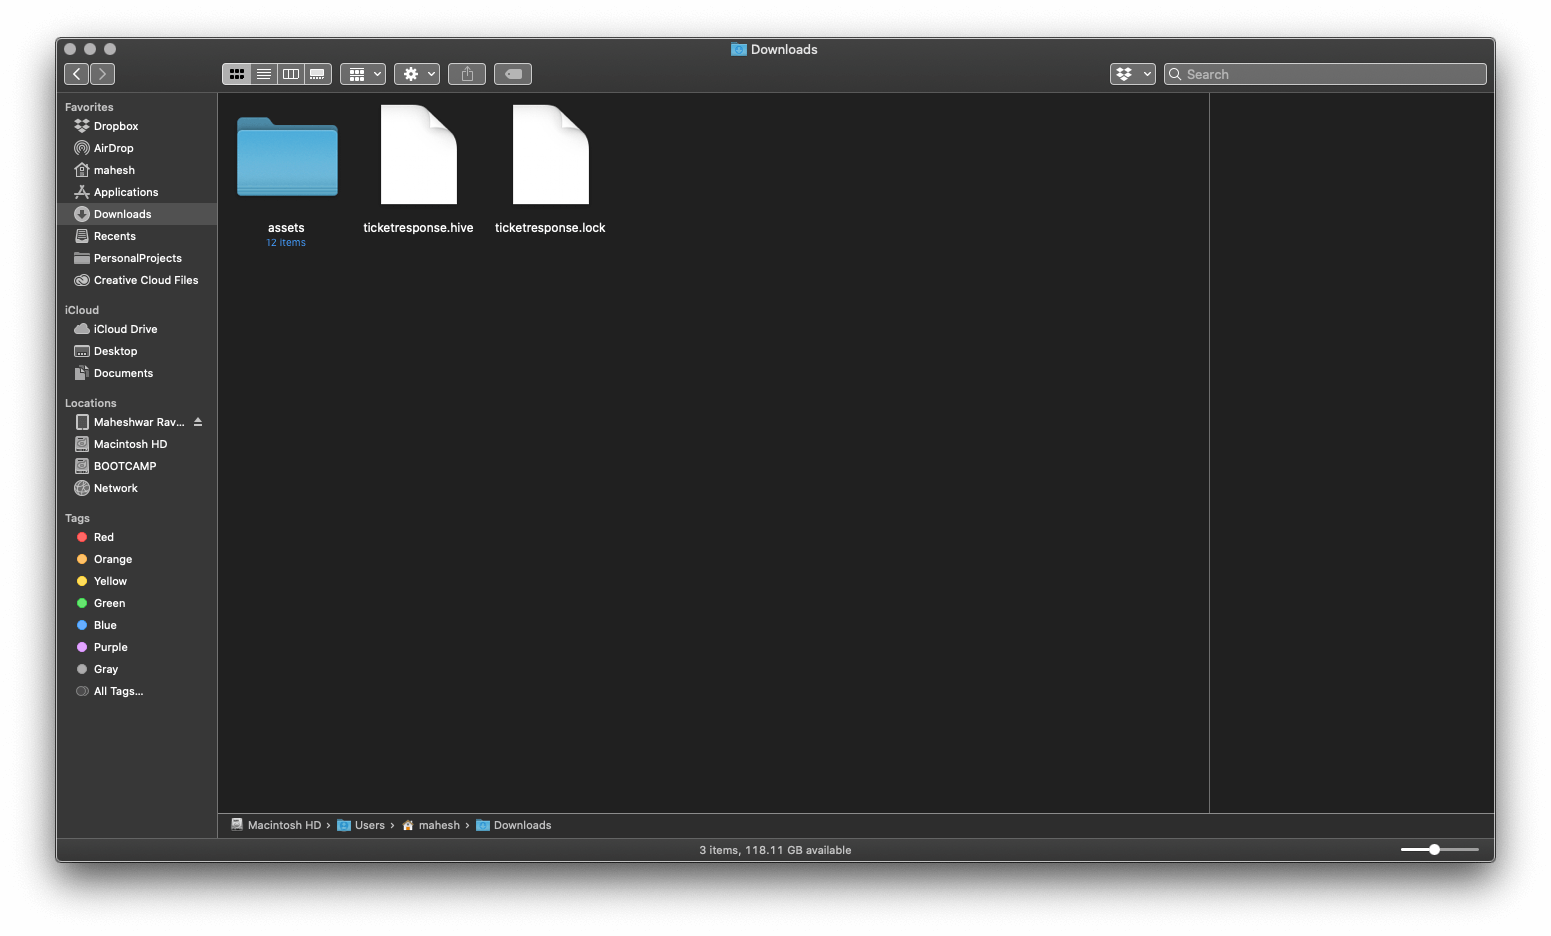 Downloads
Search
Favorites
Dropbox
AirDrop
mahesh
Applications
Downloads
Recents
PersonalProjects
Creative Cloud Files
iCloud
iCloud Drive
Desktop
Documents
Locations
Maheshwar Rav...
Macintosh HD
BOOTCAMP
Network
Tags
Red
Orange
Yellow
Green
Blue
Purple
Gray
All Tags...
assets
12 items
ticketresponse.hive
ticketresponse.lock
Macintosh HD › Users › mahesh › Downloads
3 items, 118.11 GB available